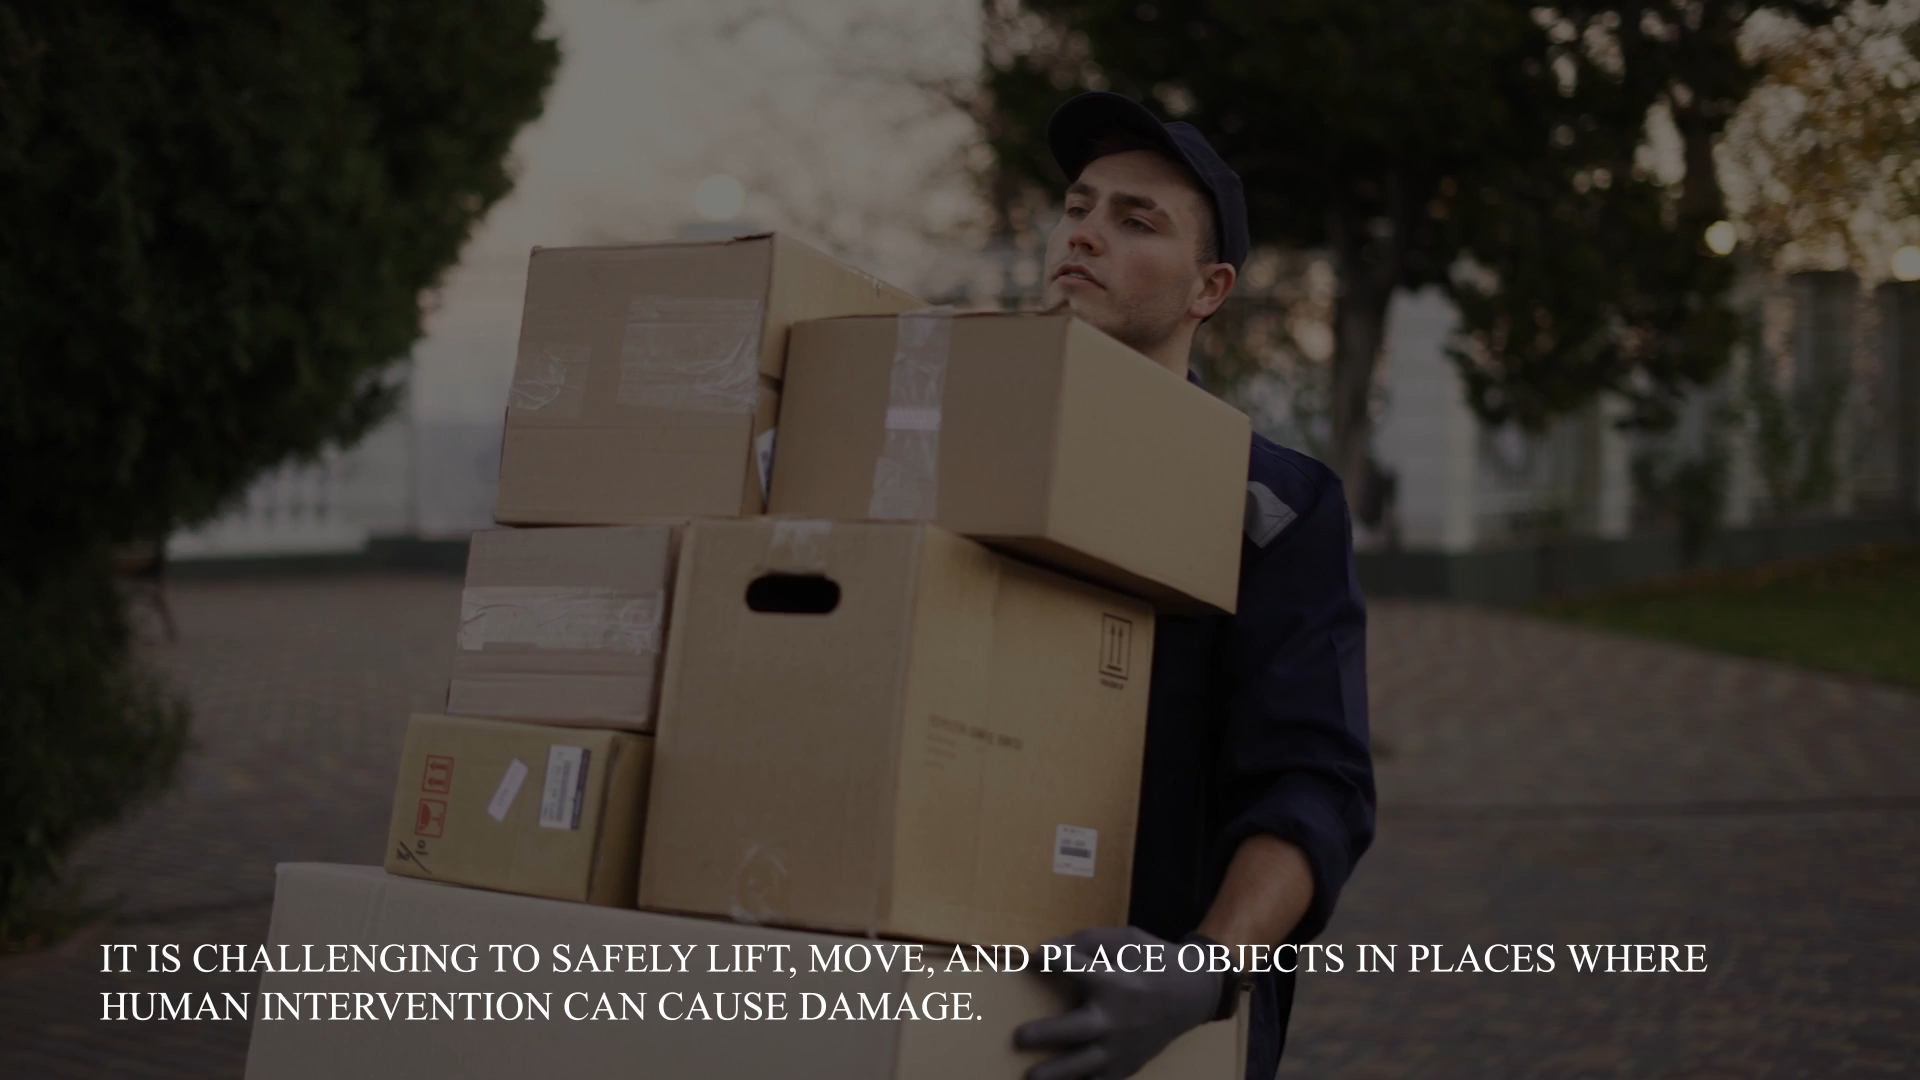 IT IS CHALLENGING TO SAFELY LIFT, MOVE, AND PLACE OBJECTS IN PLACES WHERE
HUMAN INTERVENTION CAN CAUSE DAMAGE.